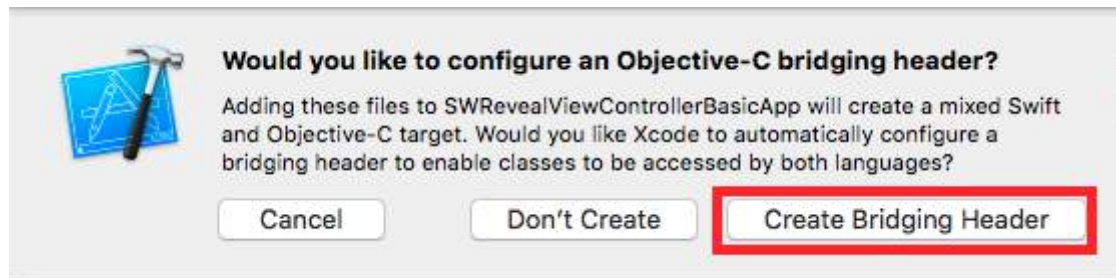 Would you like to configure an Objective-C bridging header?
Adding these files to SWRevealViewControllerBasicApp will create a mixed Swift
and Objective-C target. Would you like Xcode to automatically configure a
bridging header to enable classes to be accessed by both languages?
Cancel Don't Create Create Bridging Header